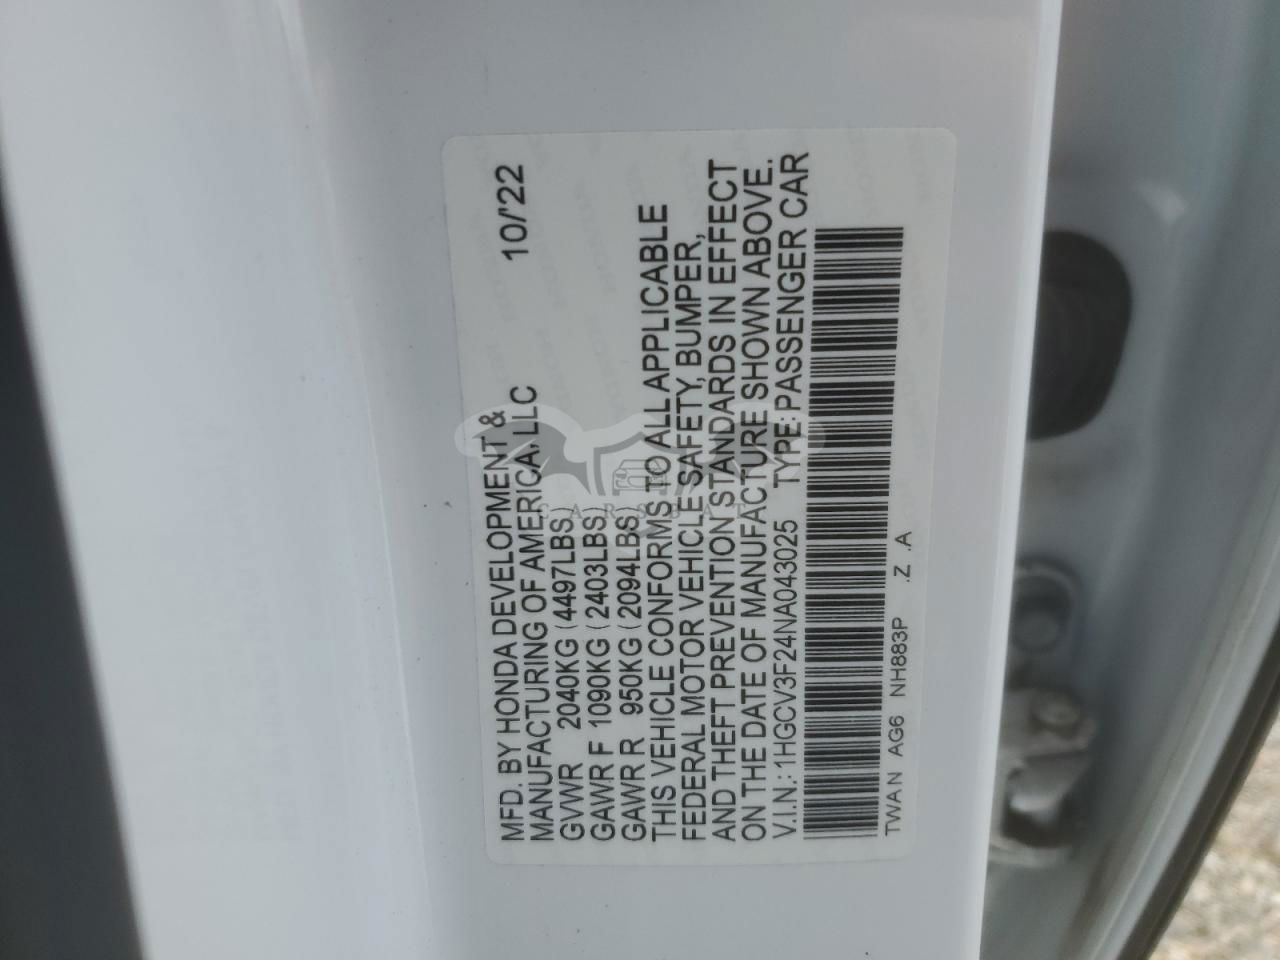 MFD. BY HONDA DEVELOPMENT & 10/'22
MANUFACTURING OF AMERICA, LLC
GVWR 2040KG (4497LBS
GAWR F 1090KG (2403LBS
GAWR R 950KG (2094LBS
THIS VEHICLE CONFORMS TO ALL APPLICABLE
FEDERAL MOTOR VEHICLE SAFETY, BUMPER,
AND THEFT PREVENTION STANDARDS IN EFFECT
ON THE DATE OF MANUFACTURE SHOWN ABOVE..
V.I.N.: 1HGCV3F24NA043025 TYPE: PASSENGER CAR
TWAN AG6 NH883P .Z .A
CARSBAT